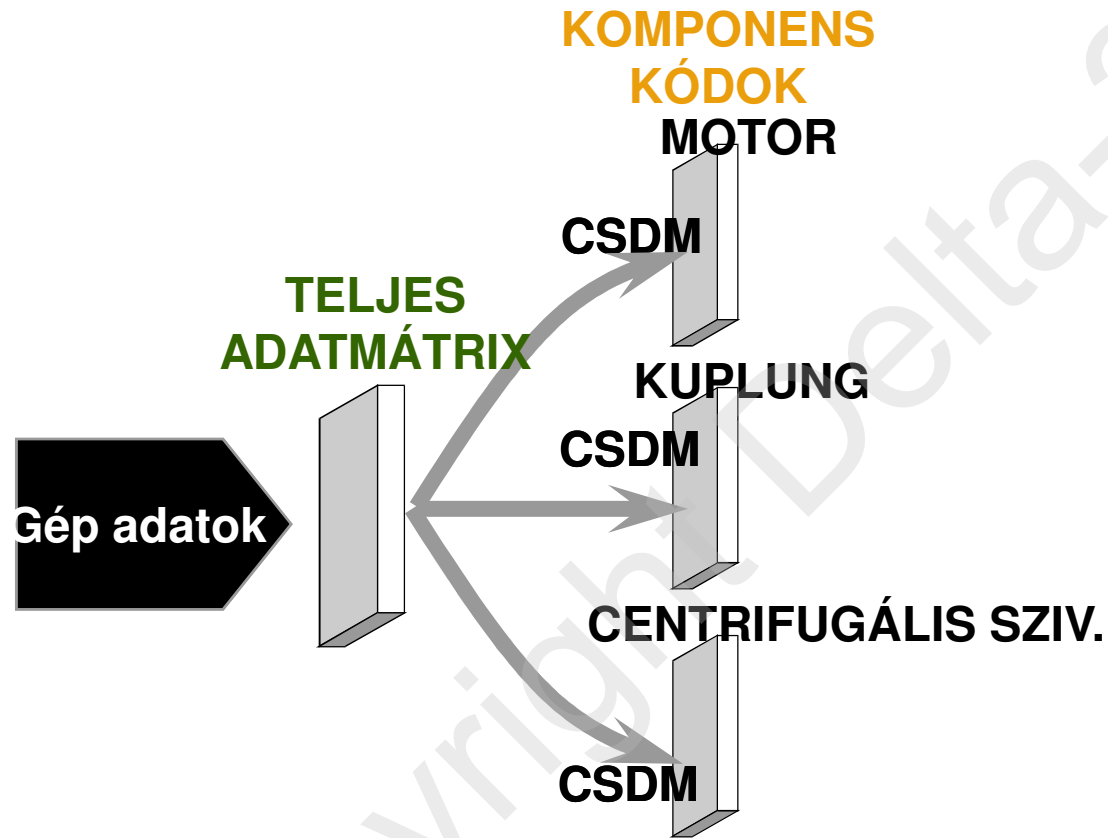 KOMPONENS
KÓDOK
MOTOR
CSDM
TELJES
ADATMÁTRIX
KUPLUNG
CSDM
Gép adatok
CENTRIFUGÁLIS SZIV.
CSDM